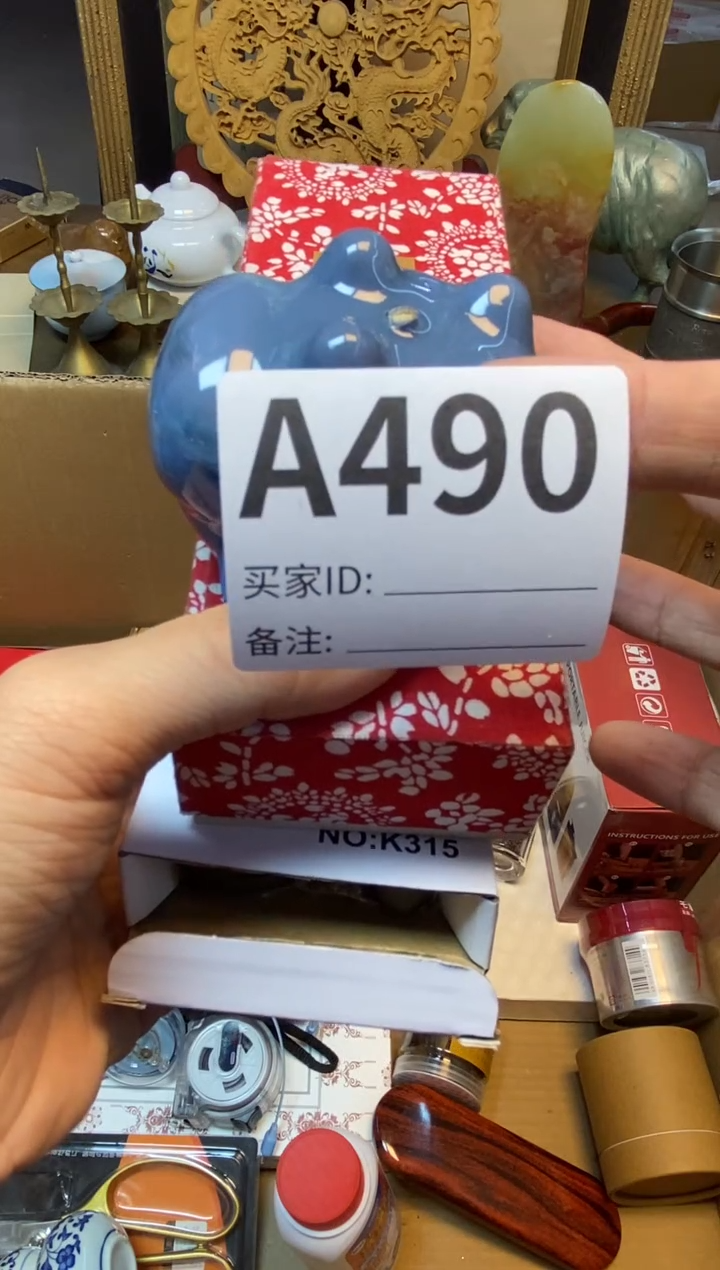 A490
买家ID:
备注:
NO:K315
INSTRUCTIONS FOR USE